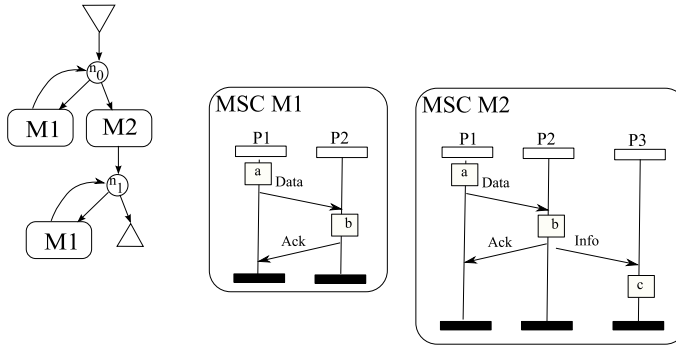 n0
M1 M2
n1
M1
MSC M1
P1 P2
a
Data
b
Ack
MSC M2
P1 P2 P3
a
Data
b
Ack Info
c